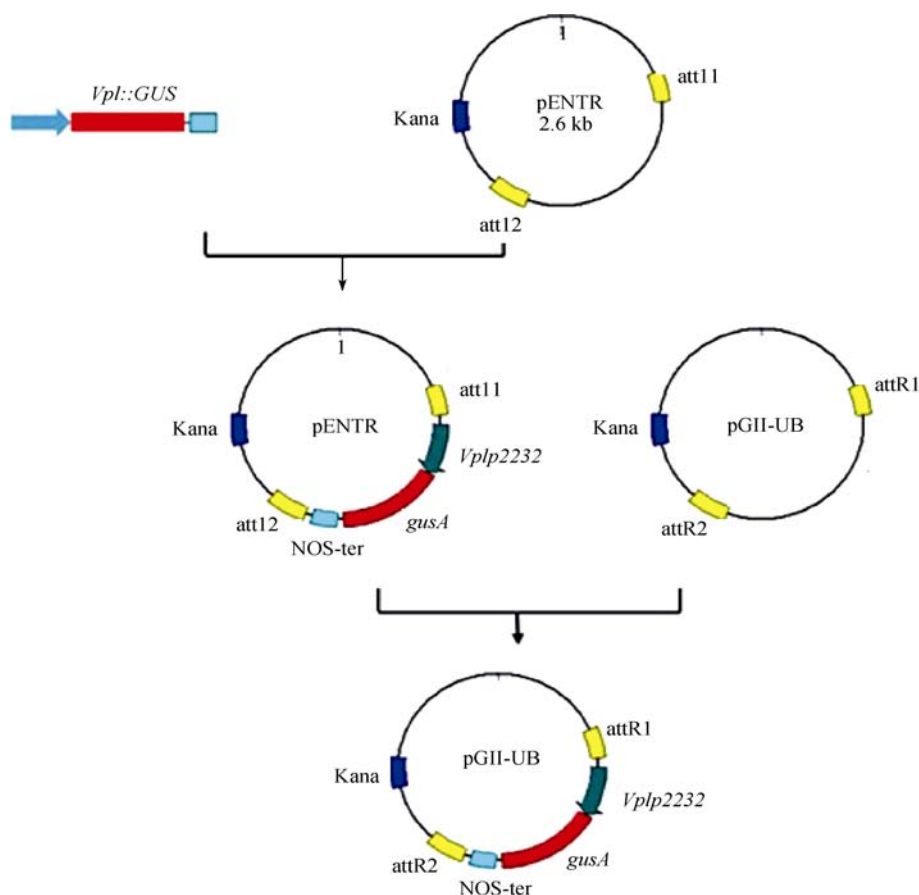 1
Vpl::GUS
att11
pENTR
2.6 kb
Kana
att12
1
att11
attR1
Kana
pENTR
Kana
pGII-UB
Vplp2232
att12
gusA
attR2
NOS-ter
attR1
Kana
pGII-UB
Vplp2232
attR2
gusA
NOS-ter